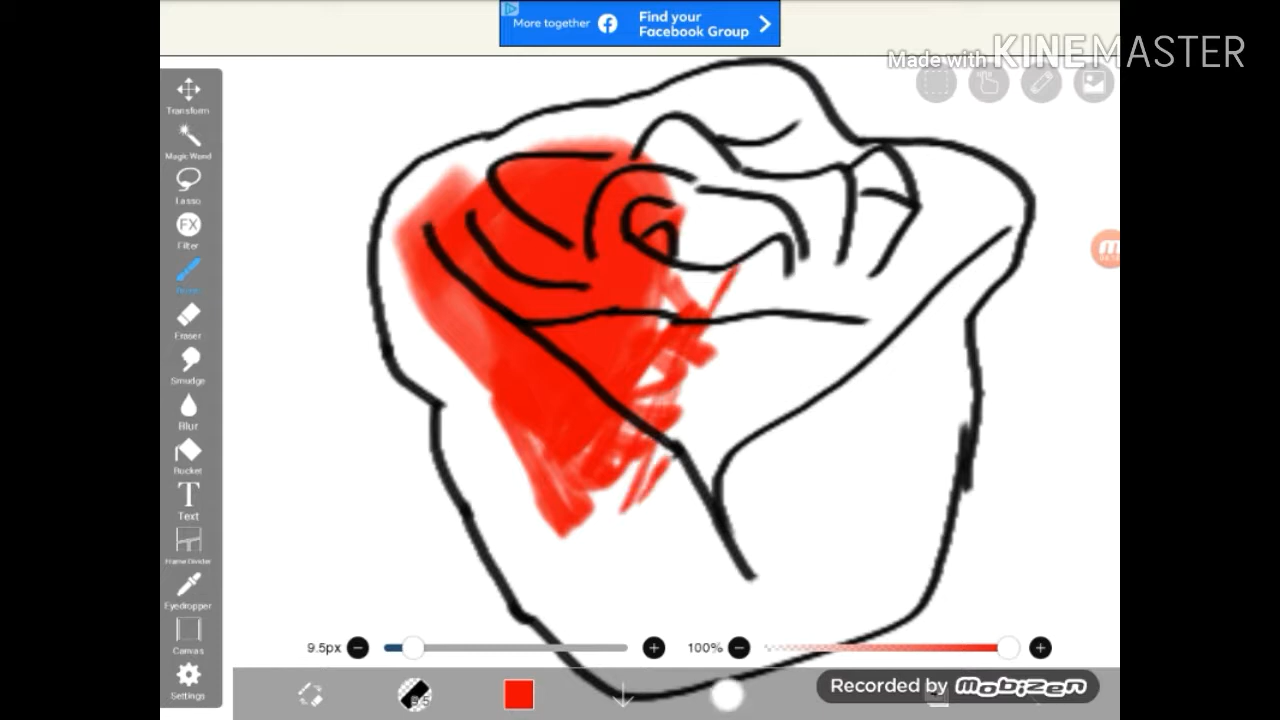 More together
Find your
Facebook Group
Made with KINEMASTER
Transform
Magic Wand
Lasso
FX
Filter
Eraser
Smudge
Blur
Bucket
T
Text
Frame Divider
Eyedropper
Canvas
Settings
9.5px
100%
Recorded by mobizen